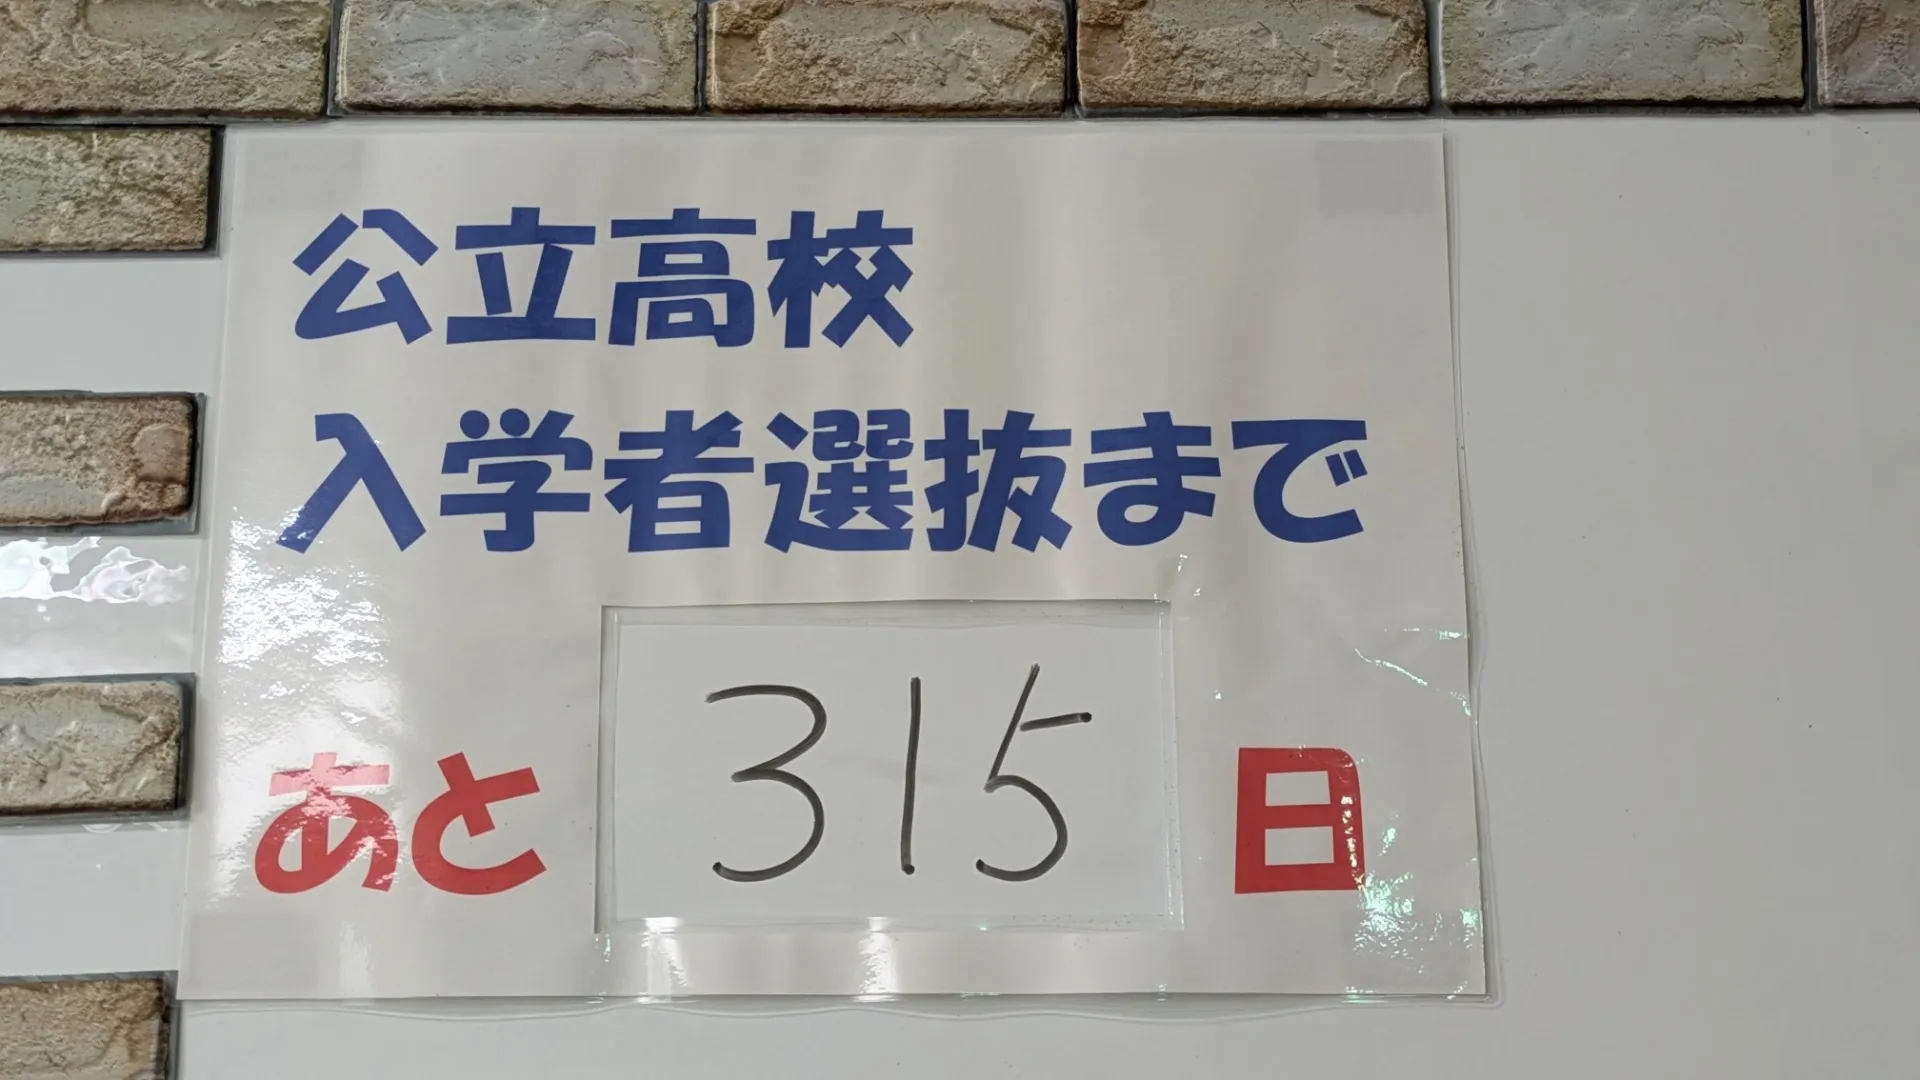 公立高校
入学者選抜まで
あと 315 日